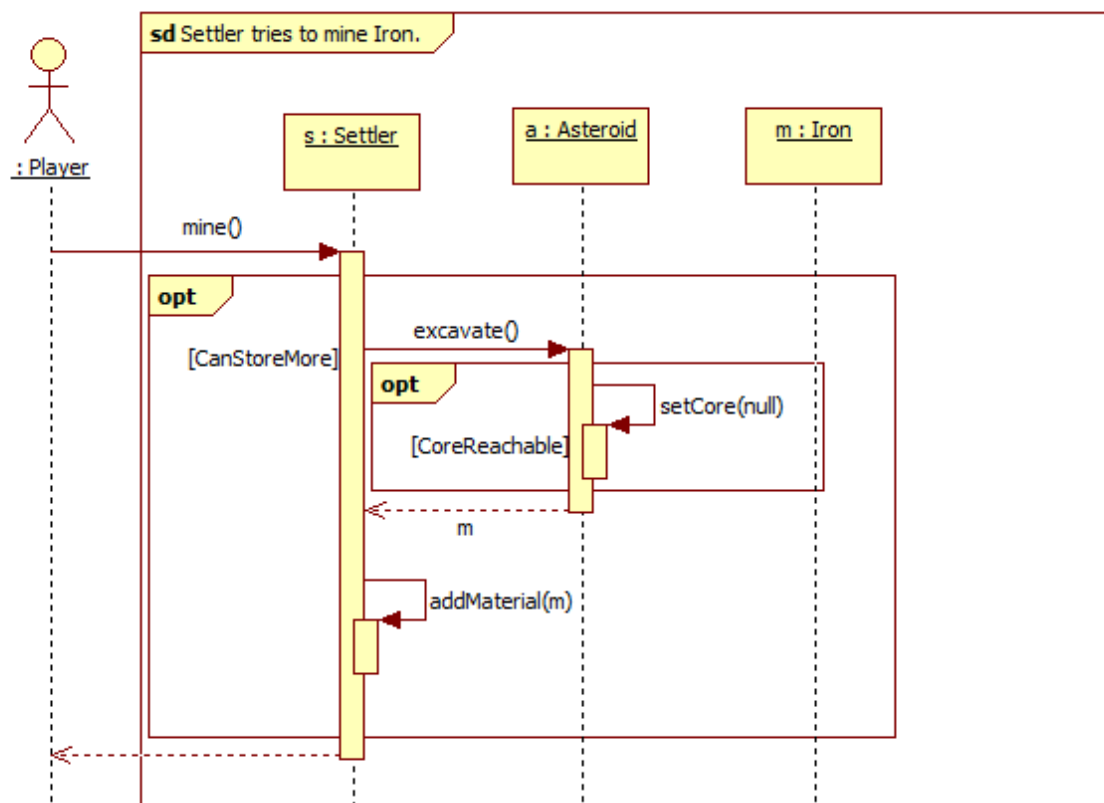 sd Settler tries to mine Iron.
: Player
s : Settler
a : Asteroid
m : Iron
mine()
opt
[CanStoreMore]
excavate()
opt
[CoreReachable]
setCore(null)
m
addMaterial(m)